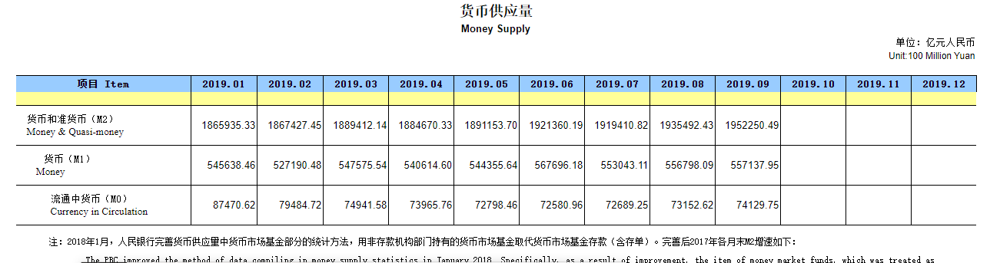 货币供应量
Money Supply
单位：亿元人民币
Unit:100 Million Yuan
项目 Item 2019.01 2019.02 2019.03 2019.04 2019.05 2019.06 2019.07 2019.08 2019.09 2019.10 2019.11 2019.12
货币和准货币（M2）
Money & Quasi-money
1865935.33 1867427.45 1889412.14 1884670.33 1891153.70 1921360.19 1919410.82 1935492.43 1952250.49
货币（M1）
Money
545638.46 527190.48 547575.54 540614.60 544355.64 567696.18 553043.11 556798.09 557137.95
流通中货币（M0）
Currency in Circulation
87470.62 79484.72 74941.58 73965.76 72798.46 72580.96 72689.25 73152.62 74129.75
注：2018年1月，人民银行完善货币供应量中货币市场基金部分的统计方法，用非存款机构部门持有的货币市场基金取代货币市场基金存款（含存单）。完善后2017年各月末M2增速如下：
The PBC improved the method of data compiling in money supply statistics in January 2018. Specifically, as a result of improvement, the item of money market funds, which was treated as